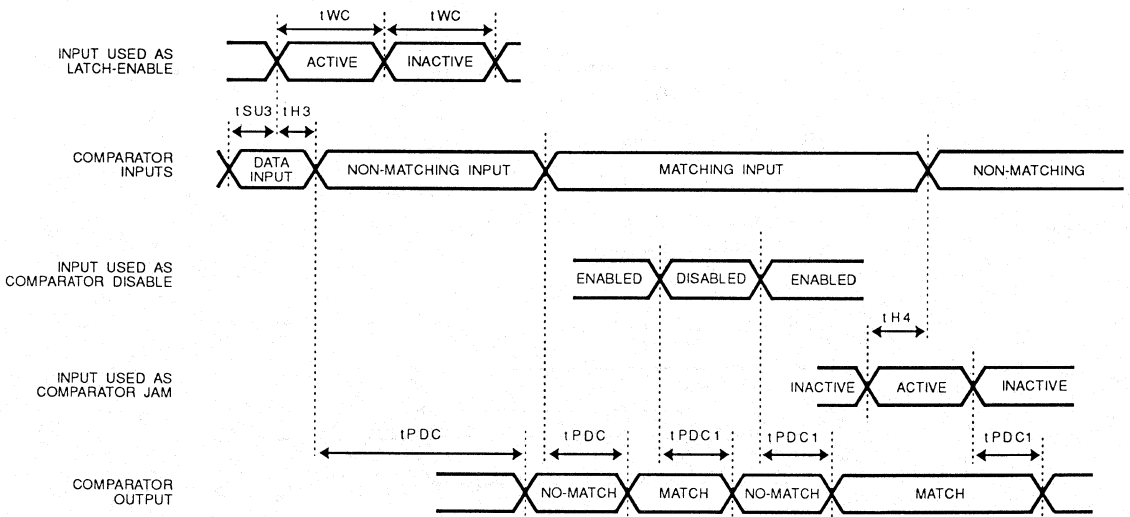 tWC tWC
INPUT USED AS
LATCH-ENABLE
ACTIVE INACTIVE
tSU3 tH3
COMPARATOR
INPUTS
DATA
INPUT
NON-MATCHING INPUT MATCHING INPUT NON-MATCHING
INPUT USED AS
COMPARATOR DISABLE
ENABLED DISABLED ENABLED
tH4
INPUT USED AS
COMPARATOR JAM
INACTIVE ACTIVE INACTIVE
tPDC tPDC tPDC1 tPDC1 tPDC1
COMPARATOR
OUTPUT
NO-MATCH MATCH NO-MATCH MATCH